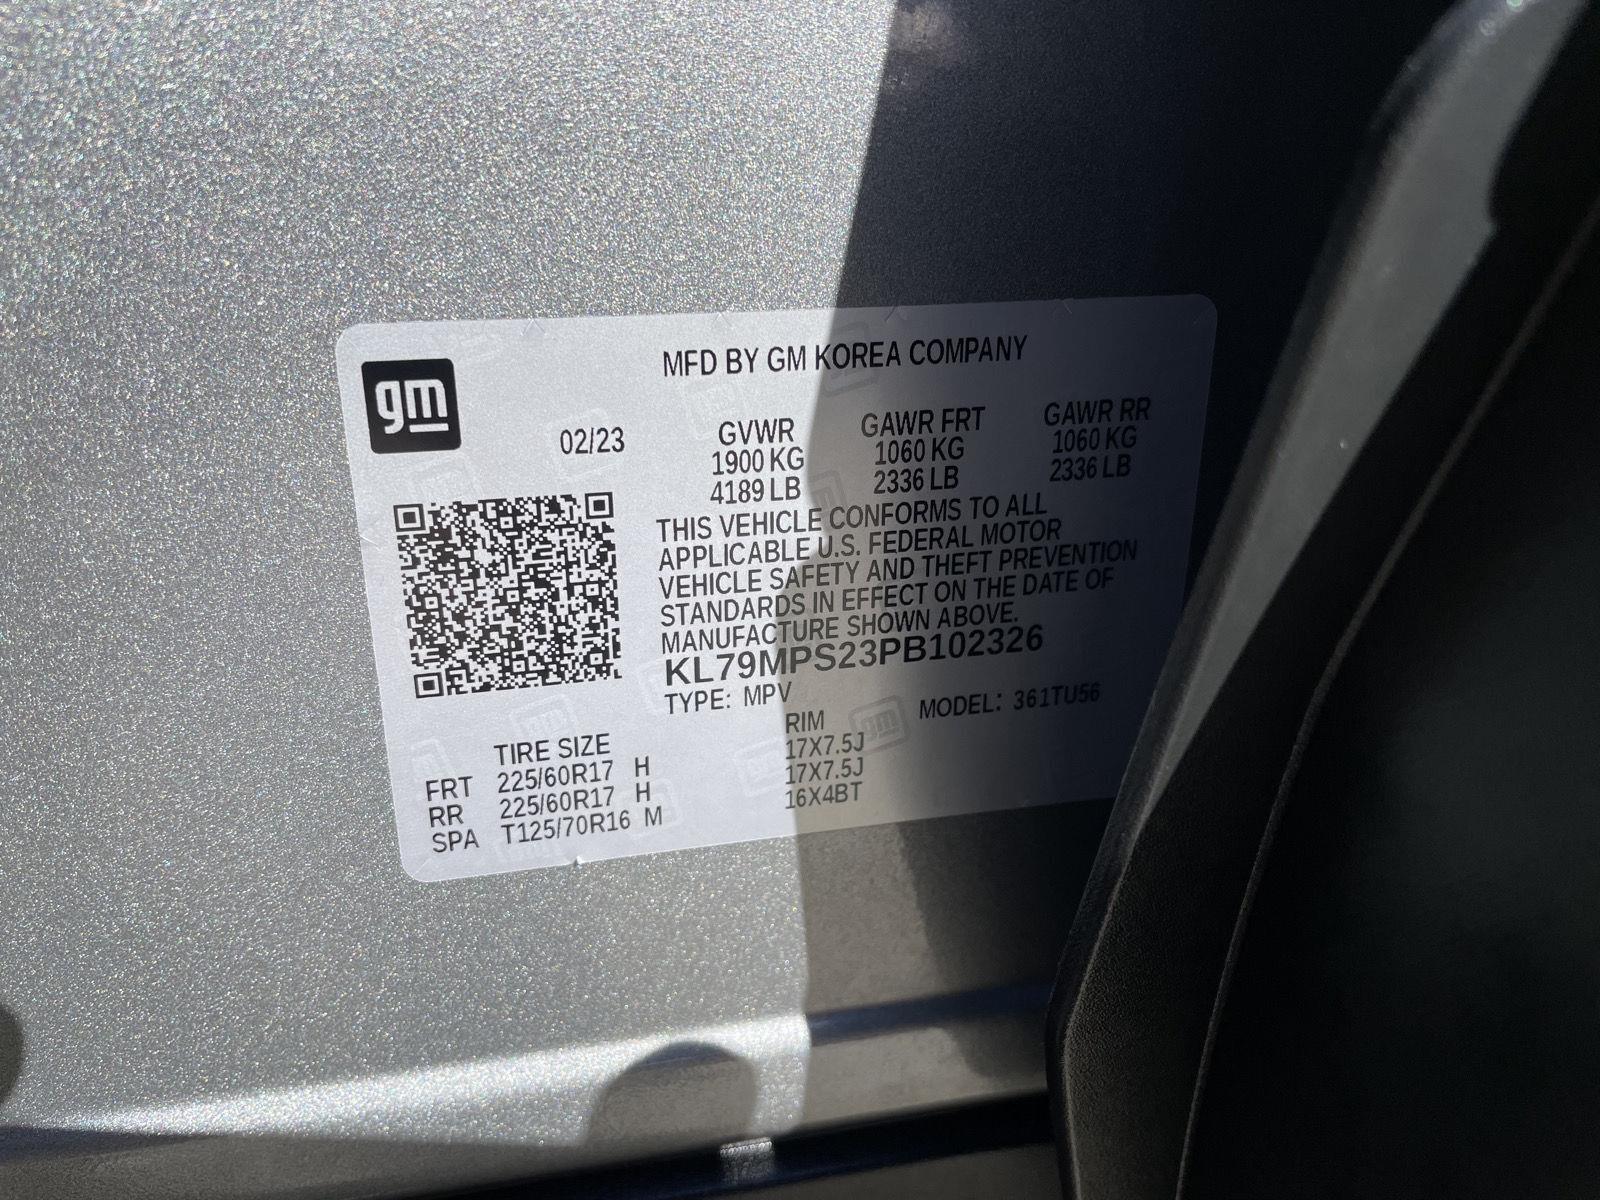 gm
MFD BY GM KOREA COMPANY
02/23
GVWR GAWR FRT GAWR RR
1900 KG 1060 KG 1060 KG
4189 LB 2336 LB 2336 LB
THIS VEHICLE CONFORMS TO ALL
APPLICABLE U.S. FEDERAL MOTOR
VEHICLE SAFETY AND THEFT PREVENTION
STANDARDS IN EFFECT ON THE DATE OF
MANUFACTURE SHOWN ABOVE.
KL79MPS23PB102326
TYPE: MPV MODEL: 361TU56
TIRE SIZE RIM
FRT 225/60R17 H 17X7.5J
RR 225/60R17 H 17X7.5J
SPA T125/70R16 M 16X4BT